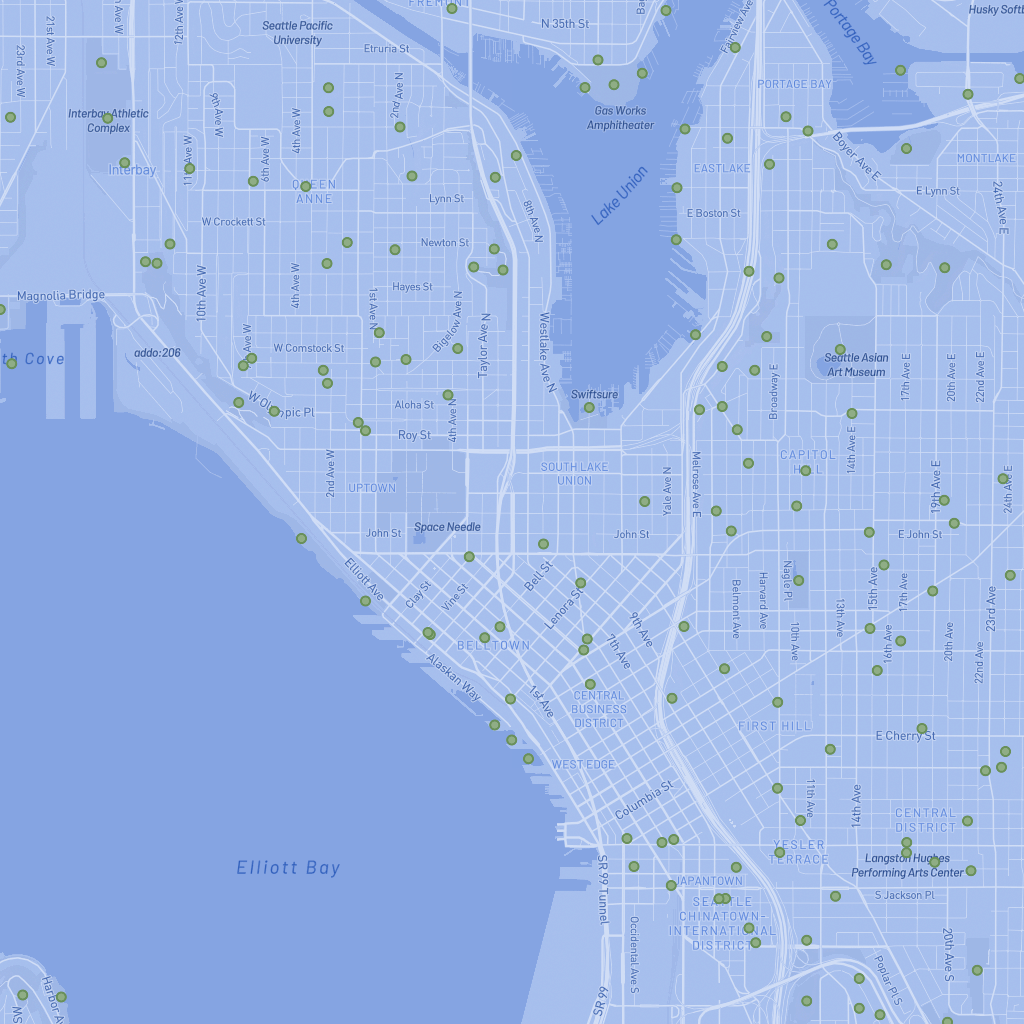 FREMONT
N 35th St
Fairview Ave
Portage Bay
Husky Softb
Seattle Pacific
University
Etruria St
21st Ave W
23rd Ave W
12th Ave W
9th Ave W
2nd Ave N
4th Ave W
6th Ave W
11th Ave W
PORTAGE BAY
Gas Works
Amphitheater
Interbay Athletic
Complex
Interbay
QUEEN
ANNE
Lynn St
8th Ave N
Lake Union
EASTLAKE
Boyer Ave E
MONTLAKE
E Lynn St
24th Ave E
W Crockett St
E Boston St
Newton St
Hayes St
10th Ave W
4th Ave W
1st Ave N
Bigelow Ave N
Taylor Ave N
Westlake Ave N
Magnolia Bridge
addo:206
th Cove
W Comstock St
W Olympic Pl
Aloha St
4th Ave N
Roy St
Swiftsure
Broadway E
Seattle Asian
Art Museum
17th Ave E
20th Ave E
22nd Ave E
14th Ave E
CAPITOL
HILL
2nd Ave W
UPTOWN
SOUTH LAKE
UNION
Yale Ave N
Melrose Ave E
19th Ave E
24th Ave E
Space Needle
John St
John St
E John St
Elliott Ave
Clay St
Vine St
Bell St
Lenora St
9th Ave
7th Ave
Belmont Ave
Harvard Ave
Nagle Pl
10th Ave
13th Ave
15th Ave
16th Ave
17th Ave
20th Ave
22nd Ave
23rd Ave
BELLTOWN
Alaskan Way
1st Ave
CENTRAL
BUSINESS
DISTRICT
FIRST HILL
E Cherry St
WEST EDGE
Columbia St
11th Ave
14th Ave
CENTRAL
DISTRICT
YESLER
TERRACE
Langston Hughes
Performing Arts Center
S Jackson Pl
Elliott Bay
SR 99 Tunnel
JAPANTOWN
SEATTLE
CHINATOWN-
INTERNATIONAL
DISTRICT
Occidental Ave S
Poplar Pl S
20th Ave S
SR 99
Harbor A
MS